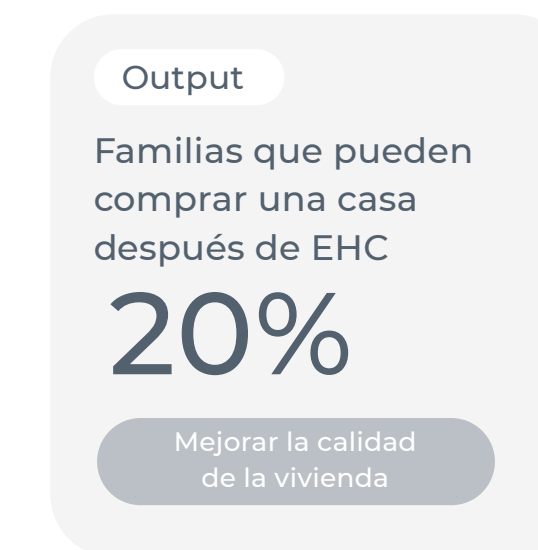 Output
Familias que pueden
comprar una casa
después de EHC
20%
Mejorar la calidad
de la vivienda